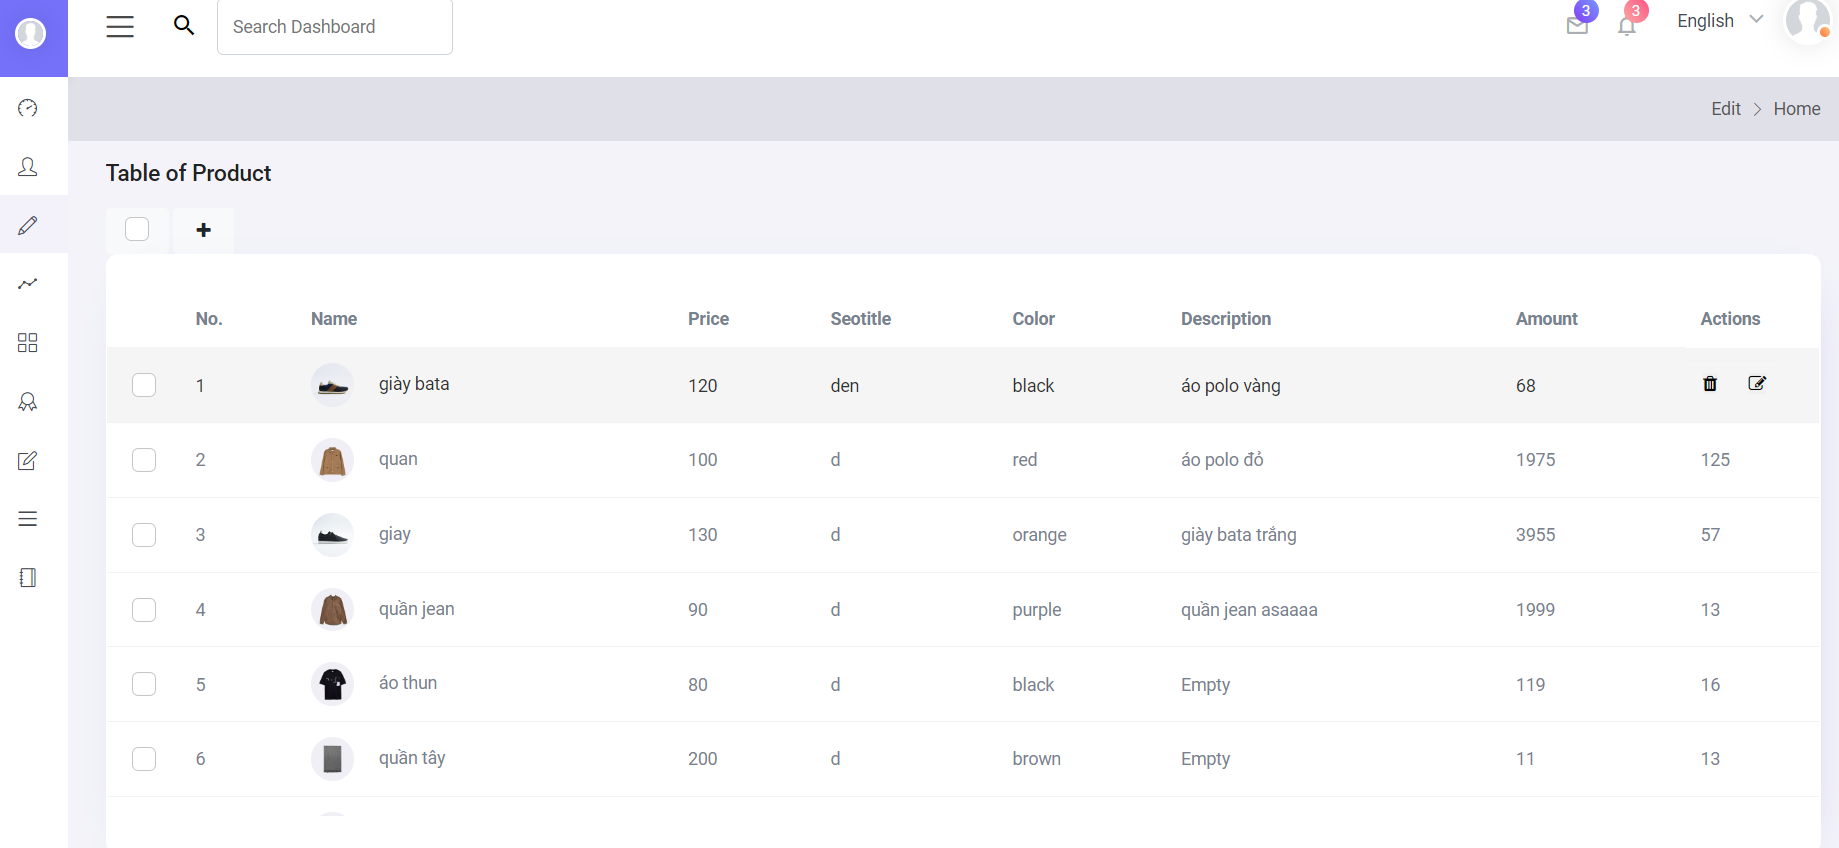 Search Dashboard
3
3
English
Edit > Home
Table of Product
No. Name Price Seotitle Color Description Amount Actions
1 giày bata 120 den black áo polo vàng 68
2 quan 100 d red áo polo đỏ 1975 125
3 giay 130 d orange giày bata trắng 3955 57
4 quần jean 90 d purple quần jean asaaaa 1999 13
5 áo thun 80 d black Empty 119 16
6 quần tây 200 d brown Empty 11 13